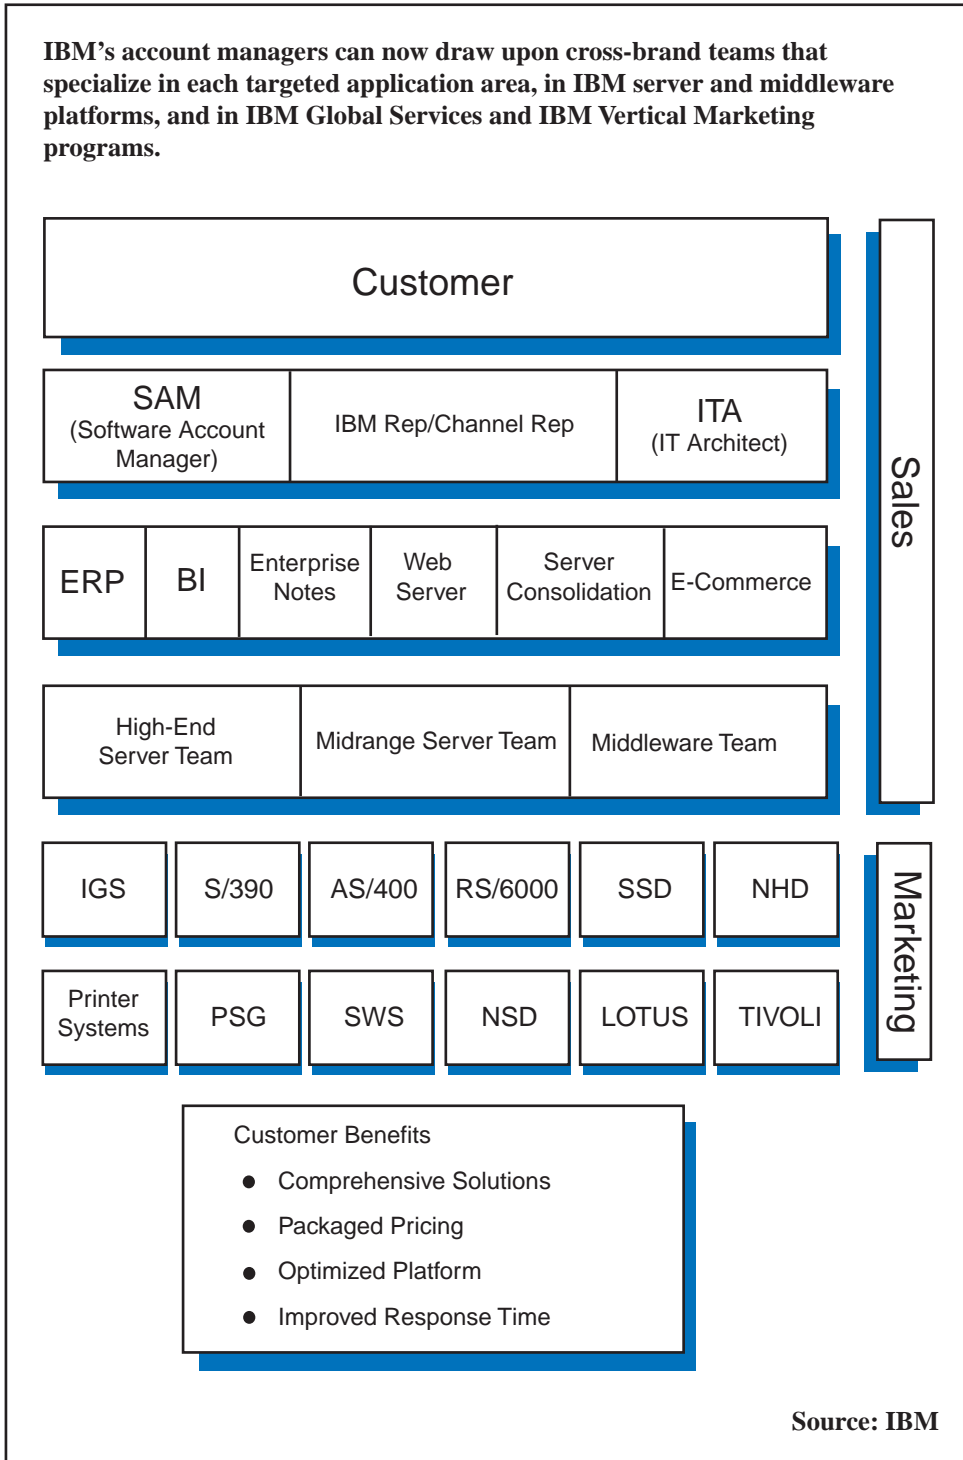 IBM's account managers can now draw upon cross-brand teams that
specialize in each targeted application area, in IBM server and middleware
platforms, and in IBM Global Services and IBM Vertical Marketing
programs.
Customer
SAM
(Software Account
Manager)
IBM Rep/Channel Rep
ITA
(IT Architect)
ERP
BI
Enterprise
Notes
Web
Server
Server
Consolidation
E-Commerce
High-End
Server Team
Midrange Server Team
Middleware Team
Sales
IGS
S/390
AS/400
RS/6000
SSD
NHD
Printer
Systems
PSG
SWS
NSD
LOTUS
TIVOLI
Marketing
Customer Benefits
● Comprehensive Solutions
● Packaged Pricing
● Optimized Platform
● Improved Response Time
Source: IBM